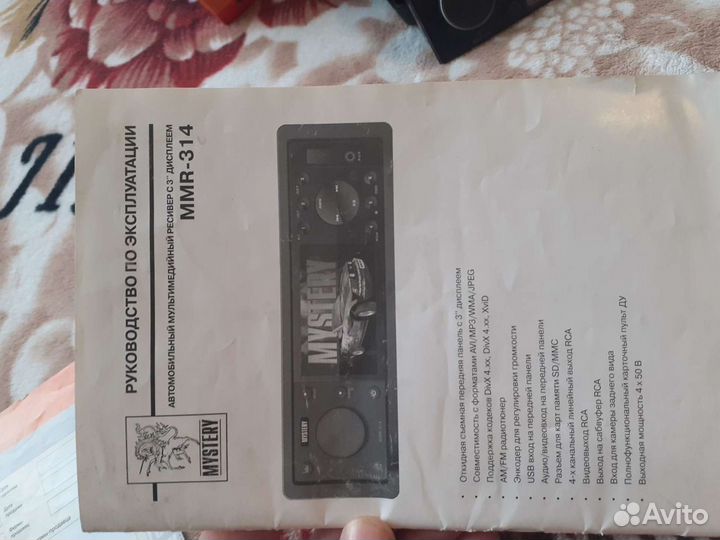 РУКОВОДСТВО ПО ЭКСПЛУАТАЦИИ
АВТОМОБИЛЬНЫЙ МУЛЬТИМЕДИЙНЫЙ РЕСИВЕР С 3" ДИСПЛЕЕМ
MMR-314
MYSTERY
MYSTERY
MYSTERY
• Откидная съемная передняя панель с 3" дисплеем
• Совместимость с форматами AVI/MP3/WMA/JPEG
• Поддержка кодеков DivX 4.xx, DivX 4.xx, XviD
• AM/FM радиотюнер
• Энкодер для регулировки громкости
• USB вход на передней панели
• Аудио/видеовход на передней панели
• Разъем для карт памяти SD/MMC
• 4-х канальный линейный выход RCA
• Видеовыход RCA
• Выход на сабвуфер RCA
• Вход для камеры заднего вида
• Полнофункциональный карточный пульт ДУ
• Выходная мощность 4 x 50 В
Avito